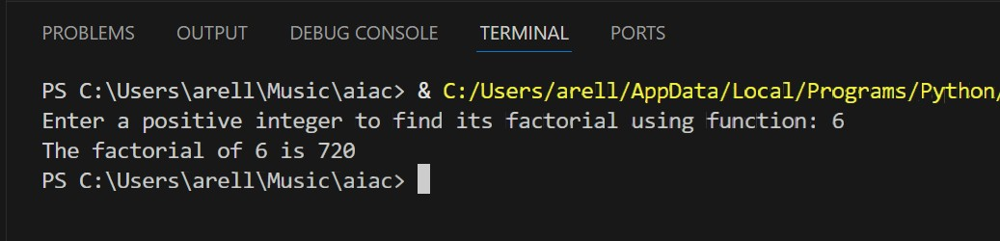 PROBLEMS OUTPUT DEBUG CONSOLE TERMINAL PORTS
PS C:\Users\arell\Music\aiac> & C:/Users/arell/AppData/Local/Programs/Python/
Enter a positive integer to find its factorial using function: 6
The factorial of 6 is 720
PS C:\Users\arell\Music\aiac>